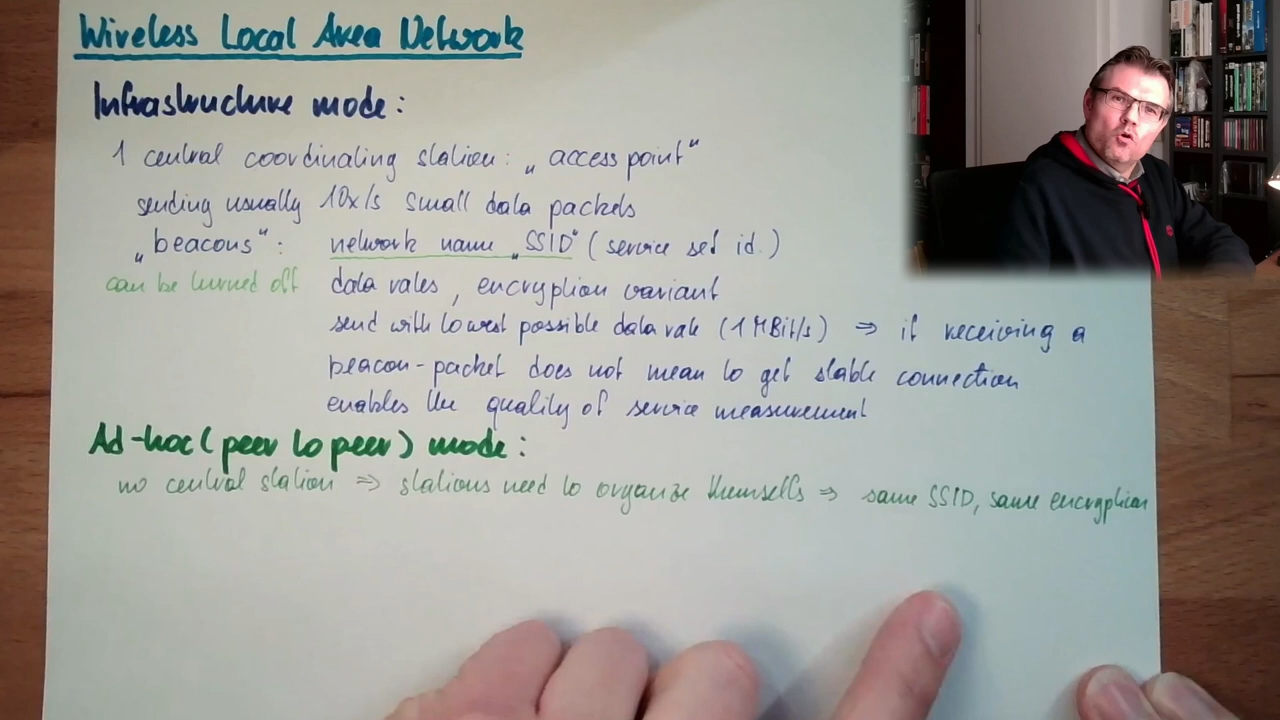 Wireless Local Area Network
Infrastructure mode:
1 central coordinating station: „access point“
sending usually 10x/s small data packets
„beacons“: network name „SSID“ (service set id.)
can be turned off data rates, encryption variant
send with lowest possible data rate (1 MBit/s) ⇒ if receiving a
beacon-packet does not mean to get stable connection
enables the quality of service measurement
Ad-hoc (peer to peer) mode:
no central station ⇒ stations need to organize themsells ⇒ same SSID, same encryption